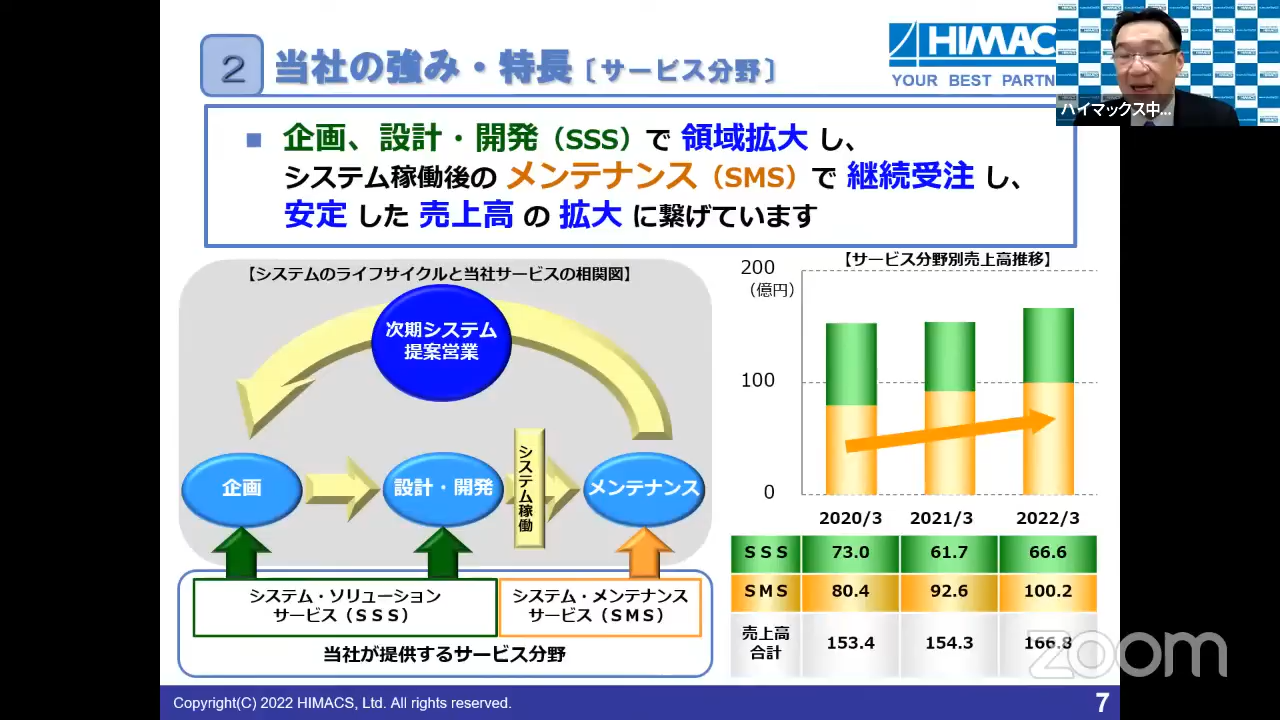 2 当社の強み・特長［サービス分野］
HIMACS
YOUR BEST PARTN
ハイマックス中...
■ 企画、設計・開発（SSS）で 領域拡大 し、
システム稼働後の メンテナンス（SMS）で 継続受注 し、
安定 した 売上高 の 拡大 に繋げています
【システムのライフサイクルと当社サービスの相関図】
次期システム
提案営業
企画
設計・開発
システム稼働
メンテナンス
システム・ソリューション
サービス（ＳＳＳ）
システム・メンテナンス
サービス（ＳＭＳ）
当社が提供するサービス分野
【サービス分野別売上高推移】
200
（億円）
100
0
2020/3 2021/3 2022/3
ＳＳＳ 73.0 61.7 66.6
ＳＭＳ 80.4 92.6 100.2
売上高
合計 153.4 154.3 166.8
zoom
Copyright(C) 2022 HIMACS, Ltd. All rights reserved.
7